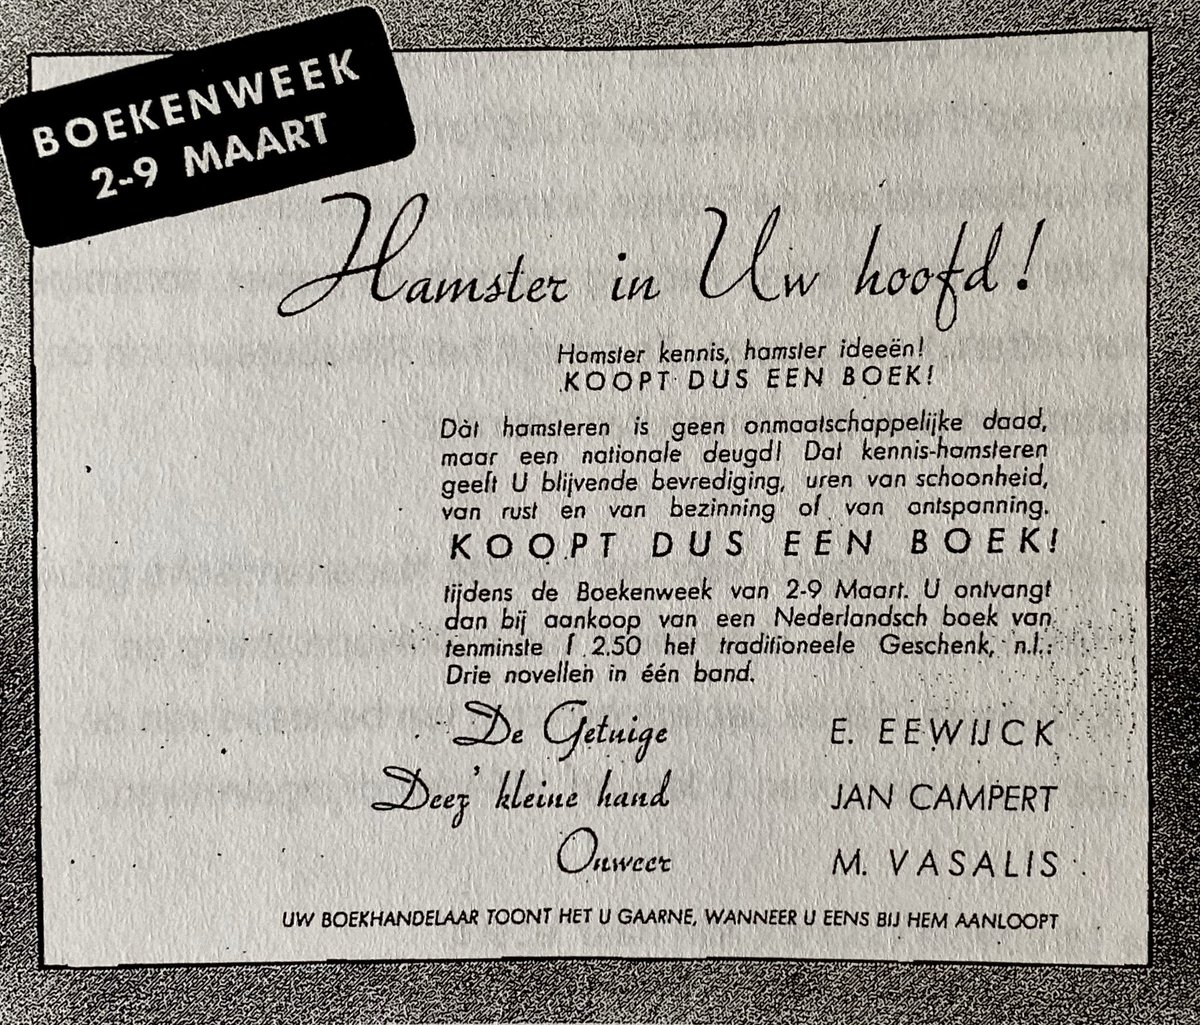 BOEKENWEEK
2-9 MAART
Hamster in Uw hoofd!
Hamster kennis, hamster ideeën!
KOOPT DUS EEN BOEK!
Dàt hamsteren is geen onmaatschappelijke daad,
maar een nationale deugd! Dat kennis-hamsteren
geeft U blijvende bevrediging, uren van schoonheid,
van rust en van bezinning of van ontspanning.
KOOPT DUS EEN BOEK!
tijdens de Boekenweek van 2-9 Maart. U ontvangt
dan bij aankoop van een Nederlandsch boek van
tenminste f 2.50 het traditioneele Geschenk, n.l.:
Drie novellen in één band.
De Getuige E. EEWIJCK
Deez' kleine hand JAN CAMPERT
Onweer M. VASALIS
UW BOEKHANDELAAR TOONT HET U GAARNE, WANNEER U EENS BIJ HEM AANLOOPT